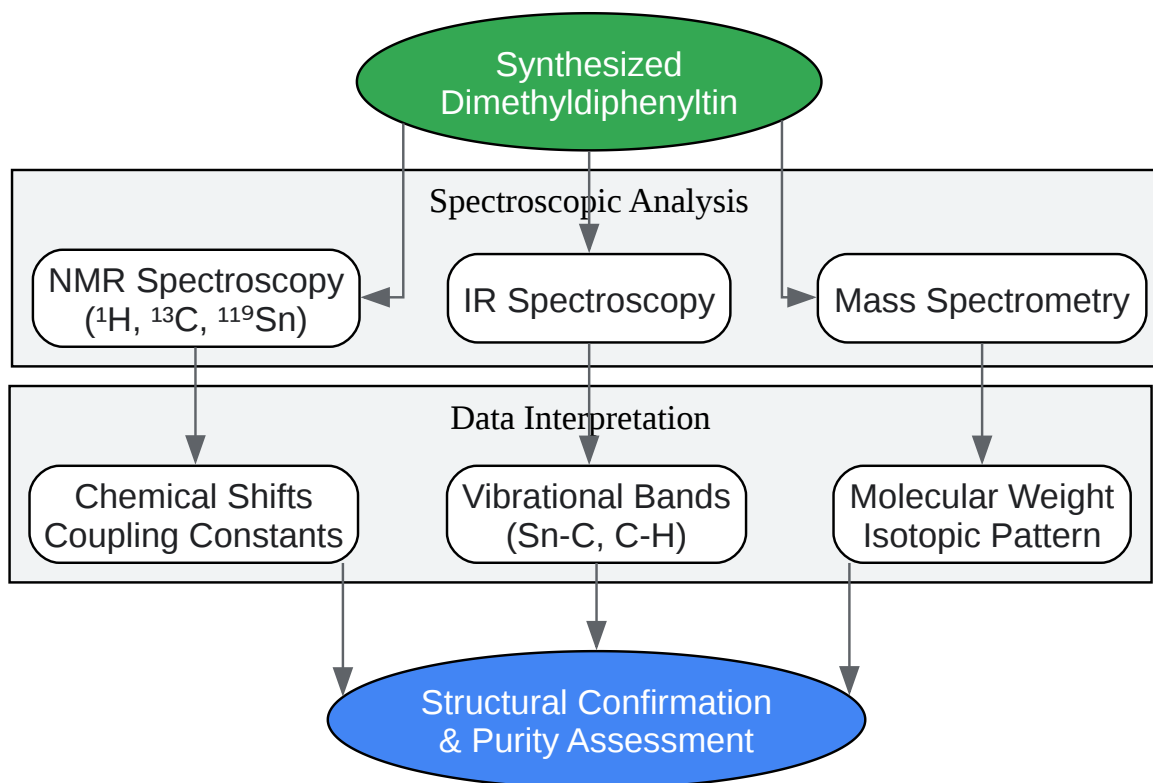 Synthesized
Dimethyldiphenyltin
Spectroscopic Analysis
NMR Spectroscopy
(¹H, ¹³C, ¹¹⁹Sn)
IR Spectroscopy
Mass Spectrometry
Data Interpretation
Chemical Shifts
Coupling Constants
Vibrational Bands
(Sn-C, C-H)
Molecular Weight
Isotopic Pattern
Structural Confirmation
& Purity Assessment